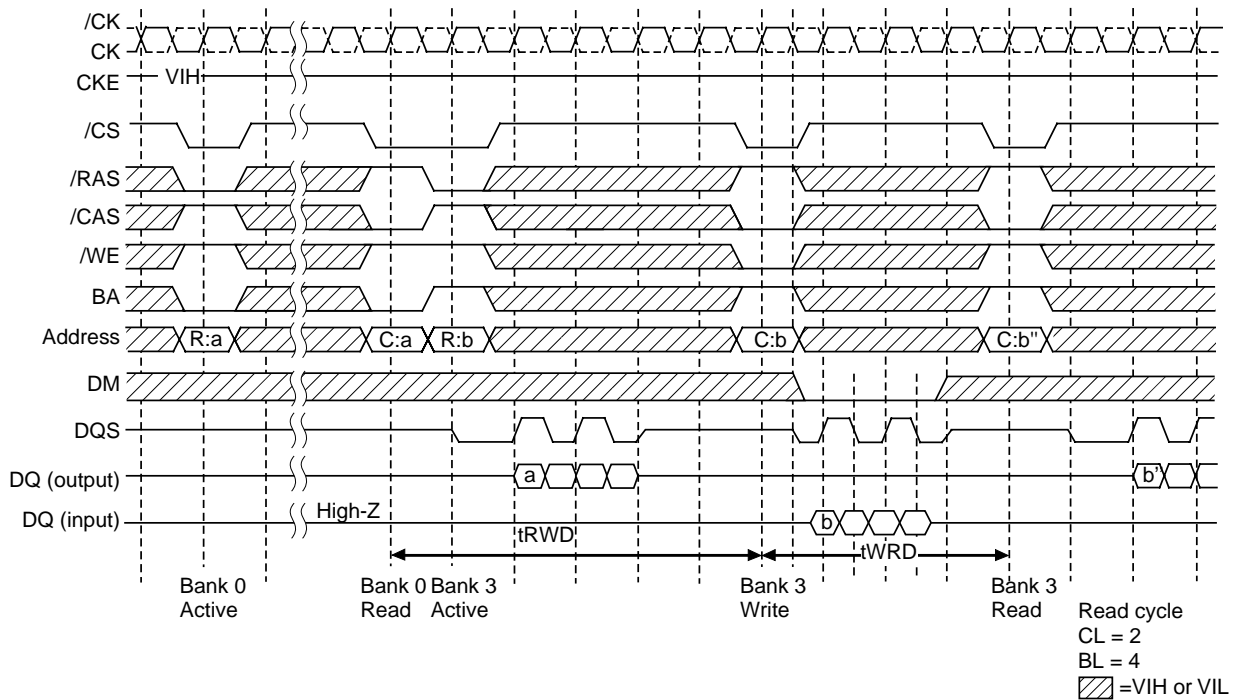 /CK
CK
CKE
VIH
/CS
/RAS
/CAS
/WE
BA
Address
R:a
C:a
R:b
C:b
C:b"
DM
DQS
DQ (output)
a
b'
DQ (input)
High-Z
b
tRWD
tWRD
Bank 0
Active
Bank 0
Read
Bank 3
Active
Bank 3
Write
Bank 3
Read
Read cycle
CL = 2
BL = 4
=VIH or VIL